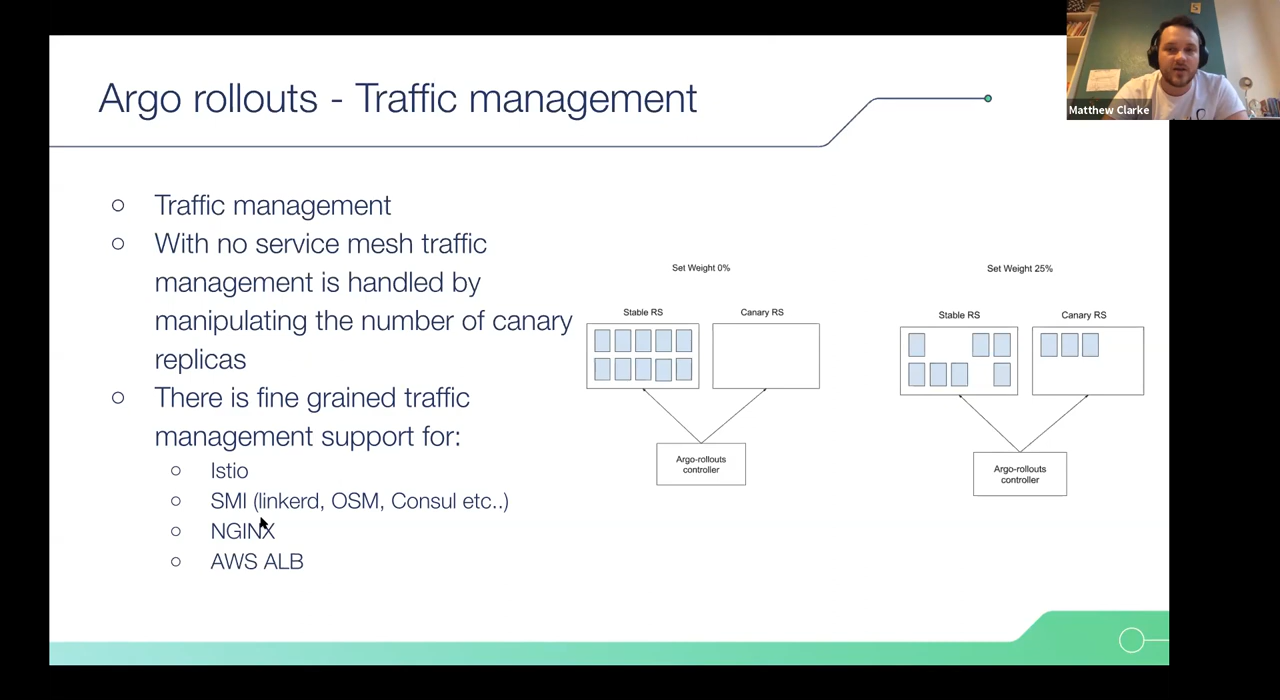 Argo rollouts - Traffic management
Matthew Clarke
Traffic management
With no service mesh traffic
management is handled by
manipulating the number of canary
replicas
There is fine grained traffic
management support for:
Istio
SMI (linkerd, OSM, Consul etc..)
NGINX
AWS ALB
Set Weight 0%
Stable RS
Canary RS
Argo-rollouts
controller
Set Weight 25%
Stable RS
Canary RS
Argo-rollouts
controller